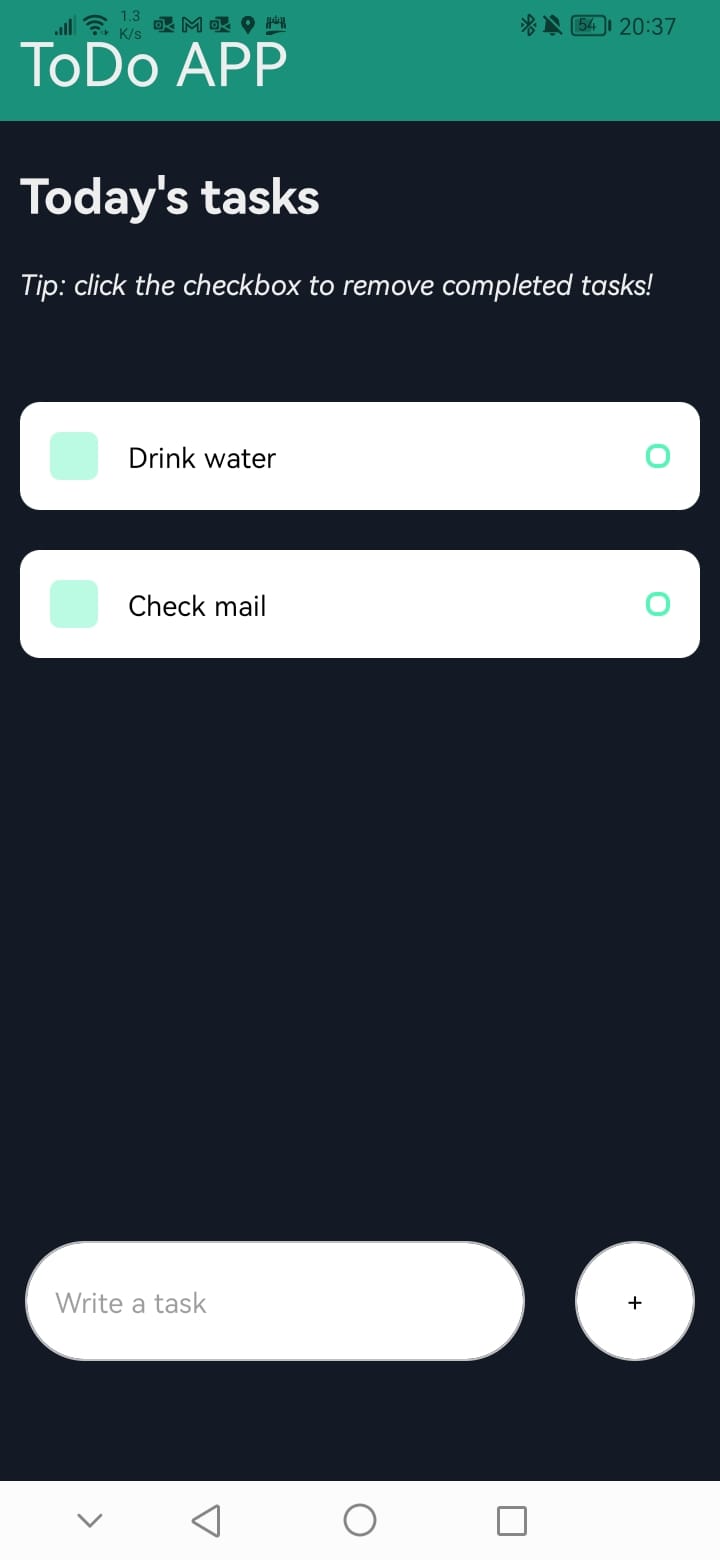 1.3
K/s
54
20:37
ToDo APP
Today's tasks
Tip: click the checkbox to remove completed tasks!
Drink water
Check mail
Write a task
+